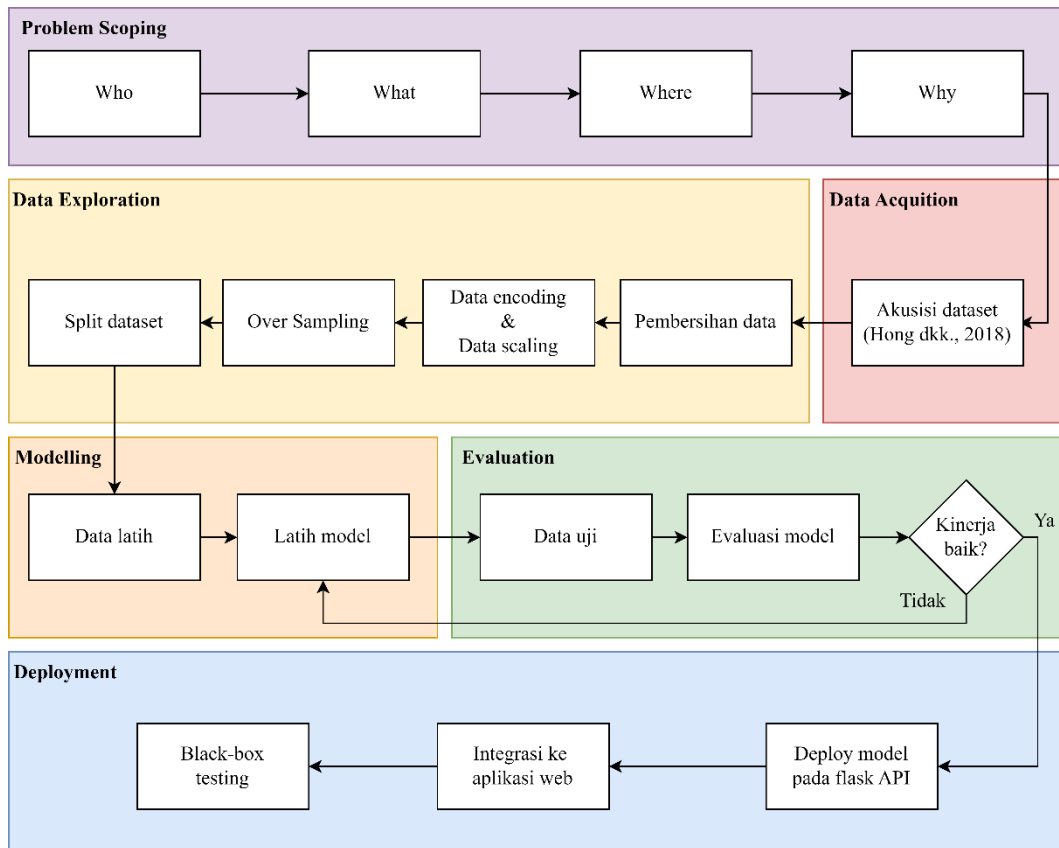 Problem Scoping
Who
What
Where
Why
Data Exploration
Data Acquition
Split dataset
Over Sampling
Data encoding
&
Data scaling
Pembersihan data
Akusisi dataset
(Hong dkk., 2018)
Modelling
Evaluation
Data latih
Latih model
Data uji
Evaluasi model
Kinerja
baik?
Ya
Tidak
Deployment
Black-box
testing
Integrasi ke
aplikasi web
Deploy model
pada flask API